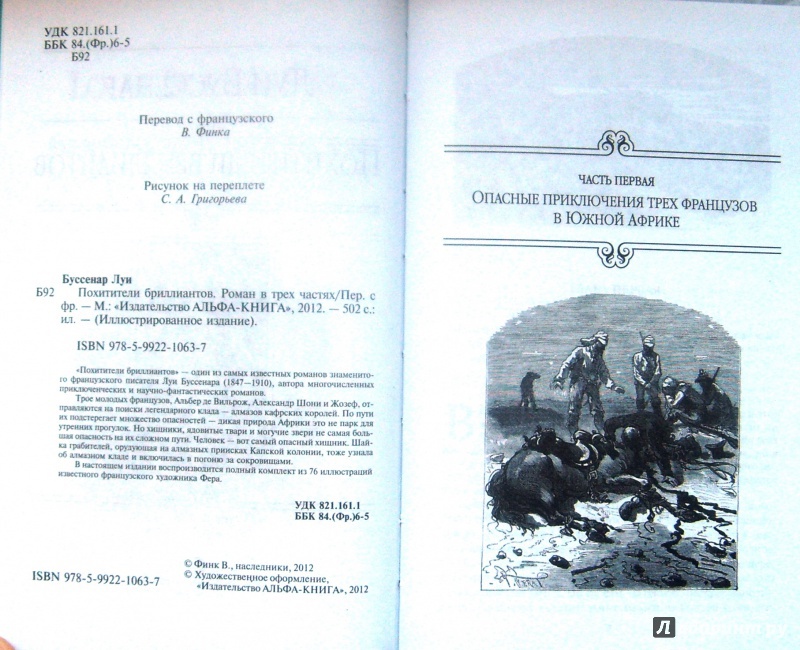 УДК 821.161.1
ББК 84.(Фр.)6-5
Б92
Перевод с французского
В. Финка
Рисунок на переплете
С. А. Григорьева
Буссенар Луи
Б92 Похитители бриллиантов. Роман в трех частях/Пер. с
фр. — М.: «Издательство АЛЬФА-КНИГА», 2012. — 502 с.:
ил. — (Иллюстрированное издание).
ISBN 978-5-9922-1063-7
«Похитители бриллиантов» — один из самых известных романов знаменито-
го французского писателя Луи Буссенара (1847—1910), автора многочисленных
приключенческих и научно-фантастических романов.
Трое молодых французов, Альбер де Вильрож, Александр Шони и Жозеф, от-
правляются на поиски легендарного клада — алмазов кафрских королей. По пути
их подстерегает множество опасностей — дикая природа Африки это не парк для
утренних прогулок. Но хищники, ядовитые твари и могучие звери не самая боль-
шая опасность на их сложном пути. Человек — вот самый опасный хищник. Шай-
ка грабителей, орудующая на алмазных приисках Капской колонии, тоже узнала
об алмазном кладе и включилась в погоню за сокровищами.
В настоящем издании воспроизводится полный комплект из 76 иллюстраций
известного французского художника Фера.
УДК 821.161.1
ББК 84.(Фр.)6-5
© Финк В., наследники, 2012
© Художественное оформление,
«Издательство АЛЬФА-КНИГА», 2012
ISBN 978-5-9922-1063-7
ЧАСТЬ ПЕРВАЯ
ОПАСНЫЕ ПРИКЛЮЧЕНИЯ ТРЕХ ФРАНЦУЗОВ
В ЮЖНОЙ АФРИКЕ